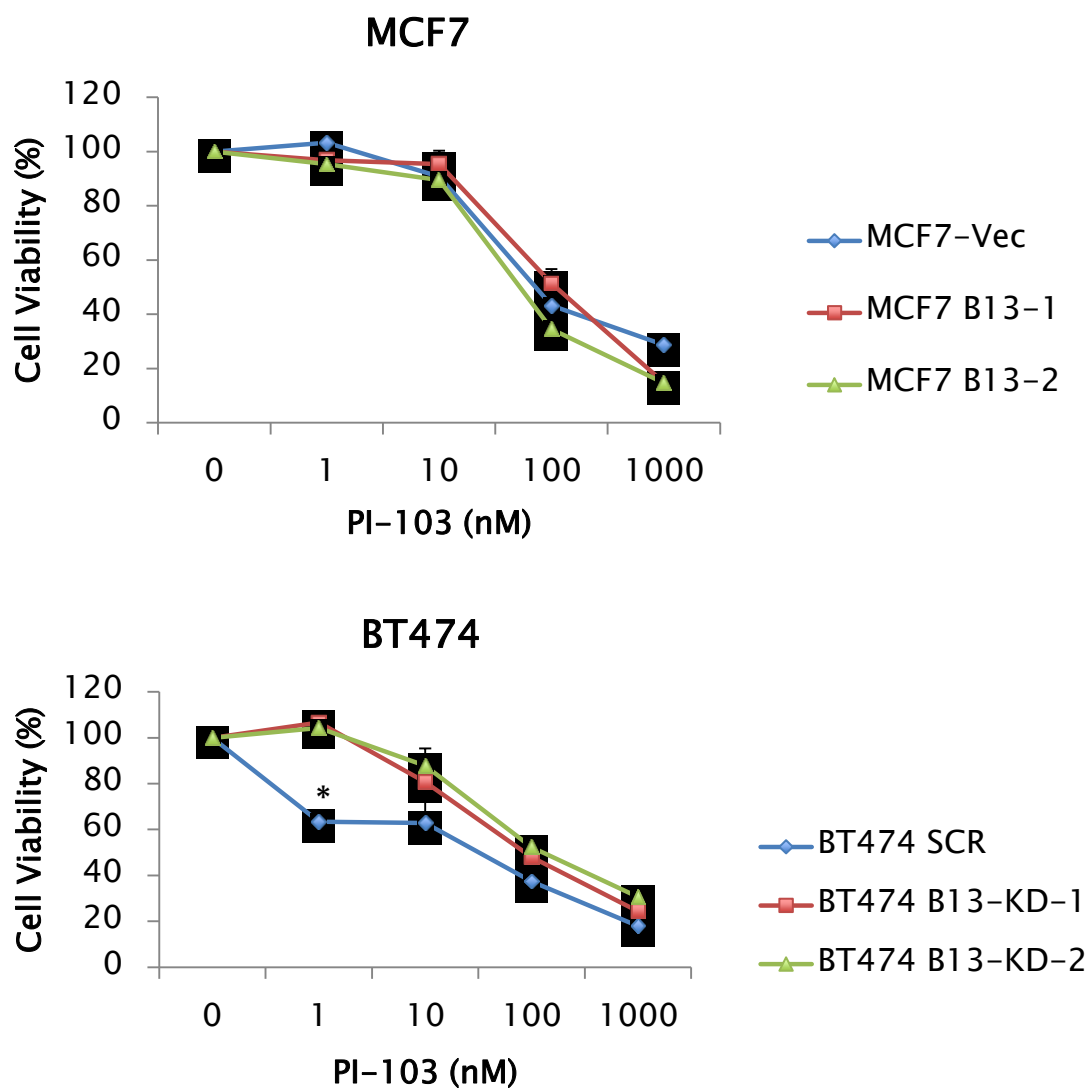 MCF7
120
100
80
60
40
20
0
Cell Viability (%)
0 1 10 100 1000
PI-103 (nM)
MCF7-Vec
MCF7 B13-1
MCF7 B13-2
BT474
120
100
80
60
40
20
0
Cell Viability (%)
*
0 1 10 100 1000
PI-103 (nM)
BT474 SCR
BT474 B13-KD-1
BT474 B13-KD-2